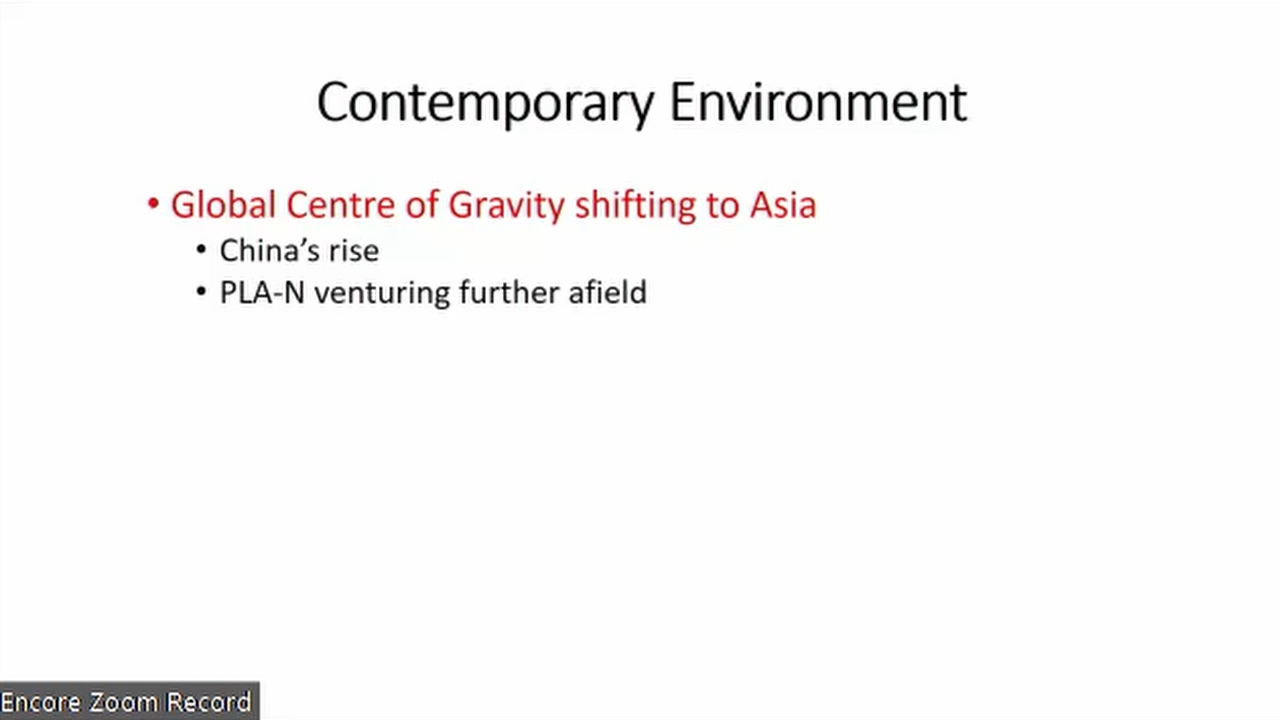 Contemporary Environment
• Global Centre of Gravity shifting to Asia
• China’s rise
• PLA-N venturing further afield
Encore Zoom Record